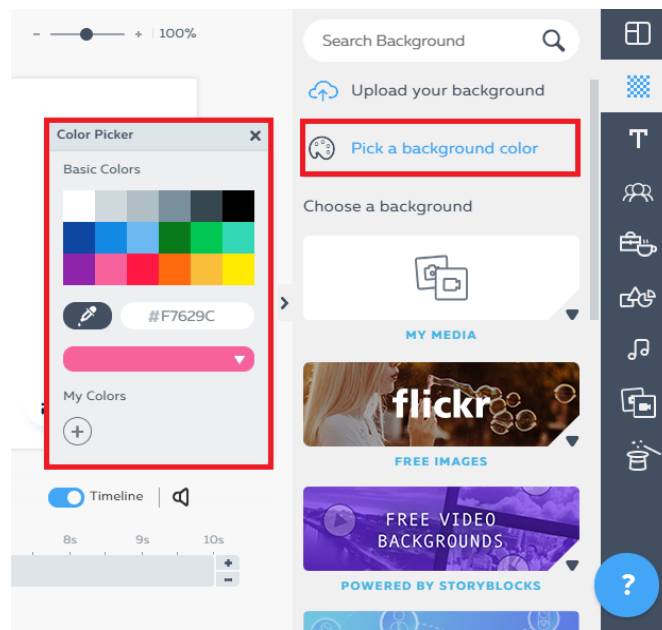 - + | 100%
Color Picker x
Basic Colors
#F7629C
My Colors
+
Timeline
8s 9s 10s
+
-
Search Background
Upload your background
Pick a background color
Choose a background
MY MEDIA
flickr
FREE IMAGES
FREE VIDEO
BACKGROUNDS
POWERED BY STORYBLOCKS
T
?